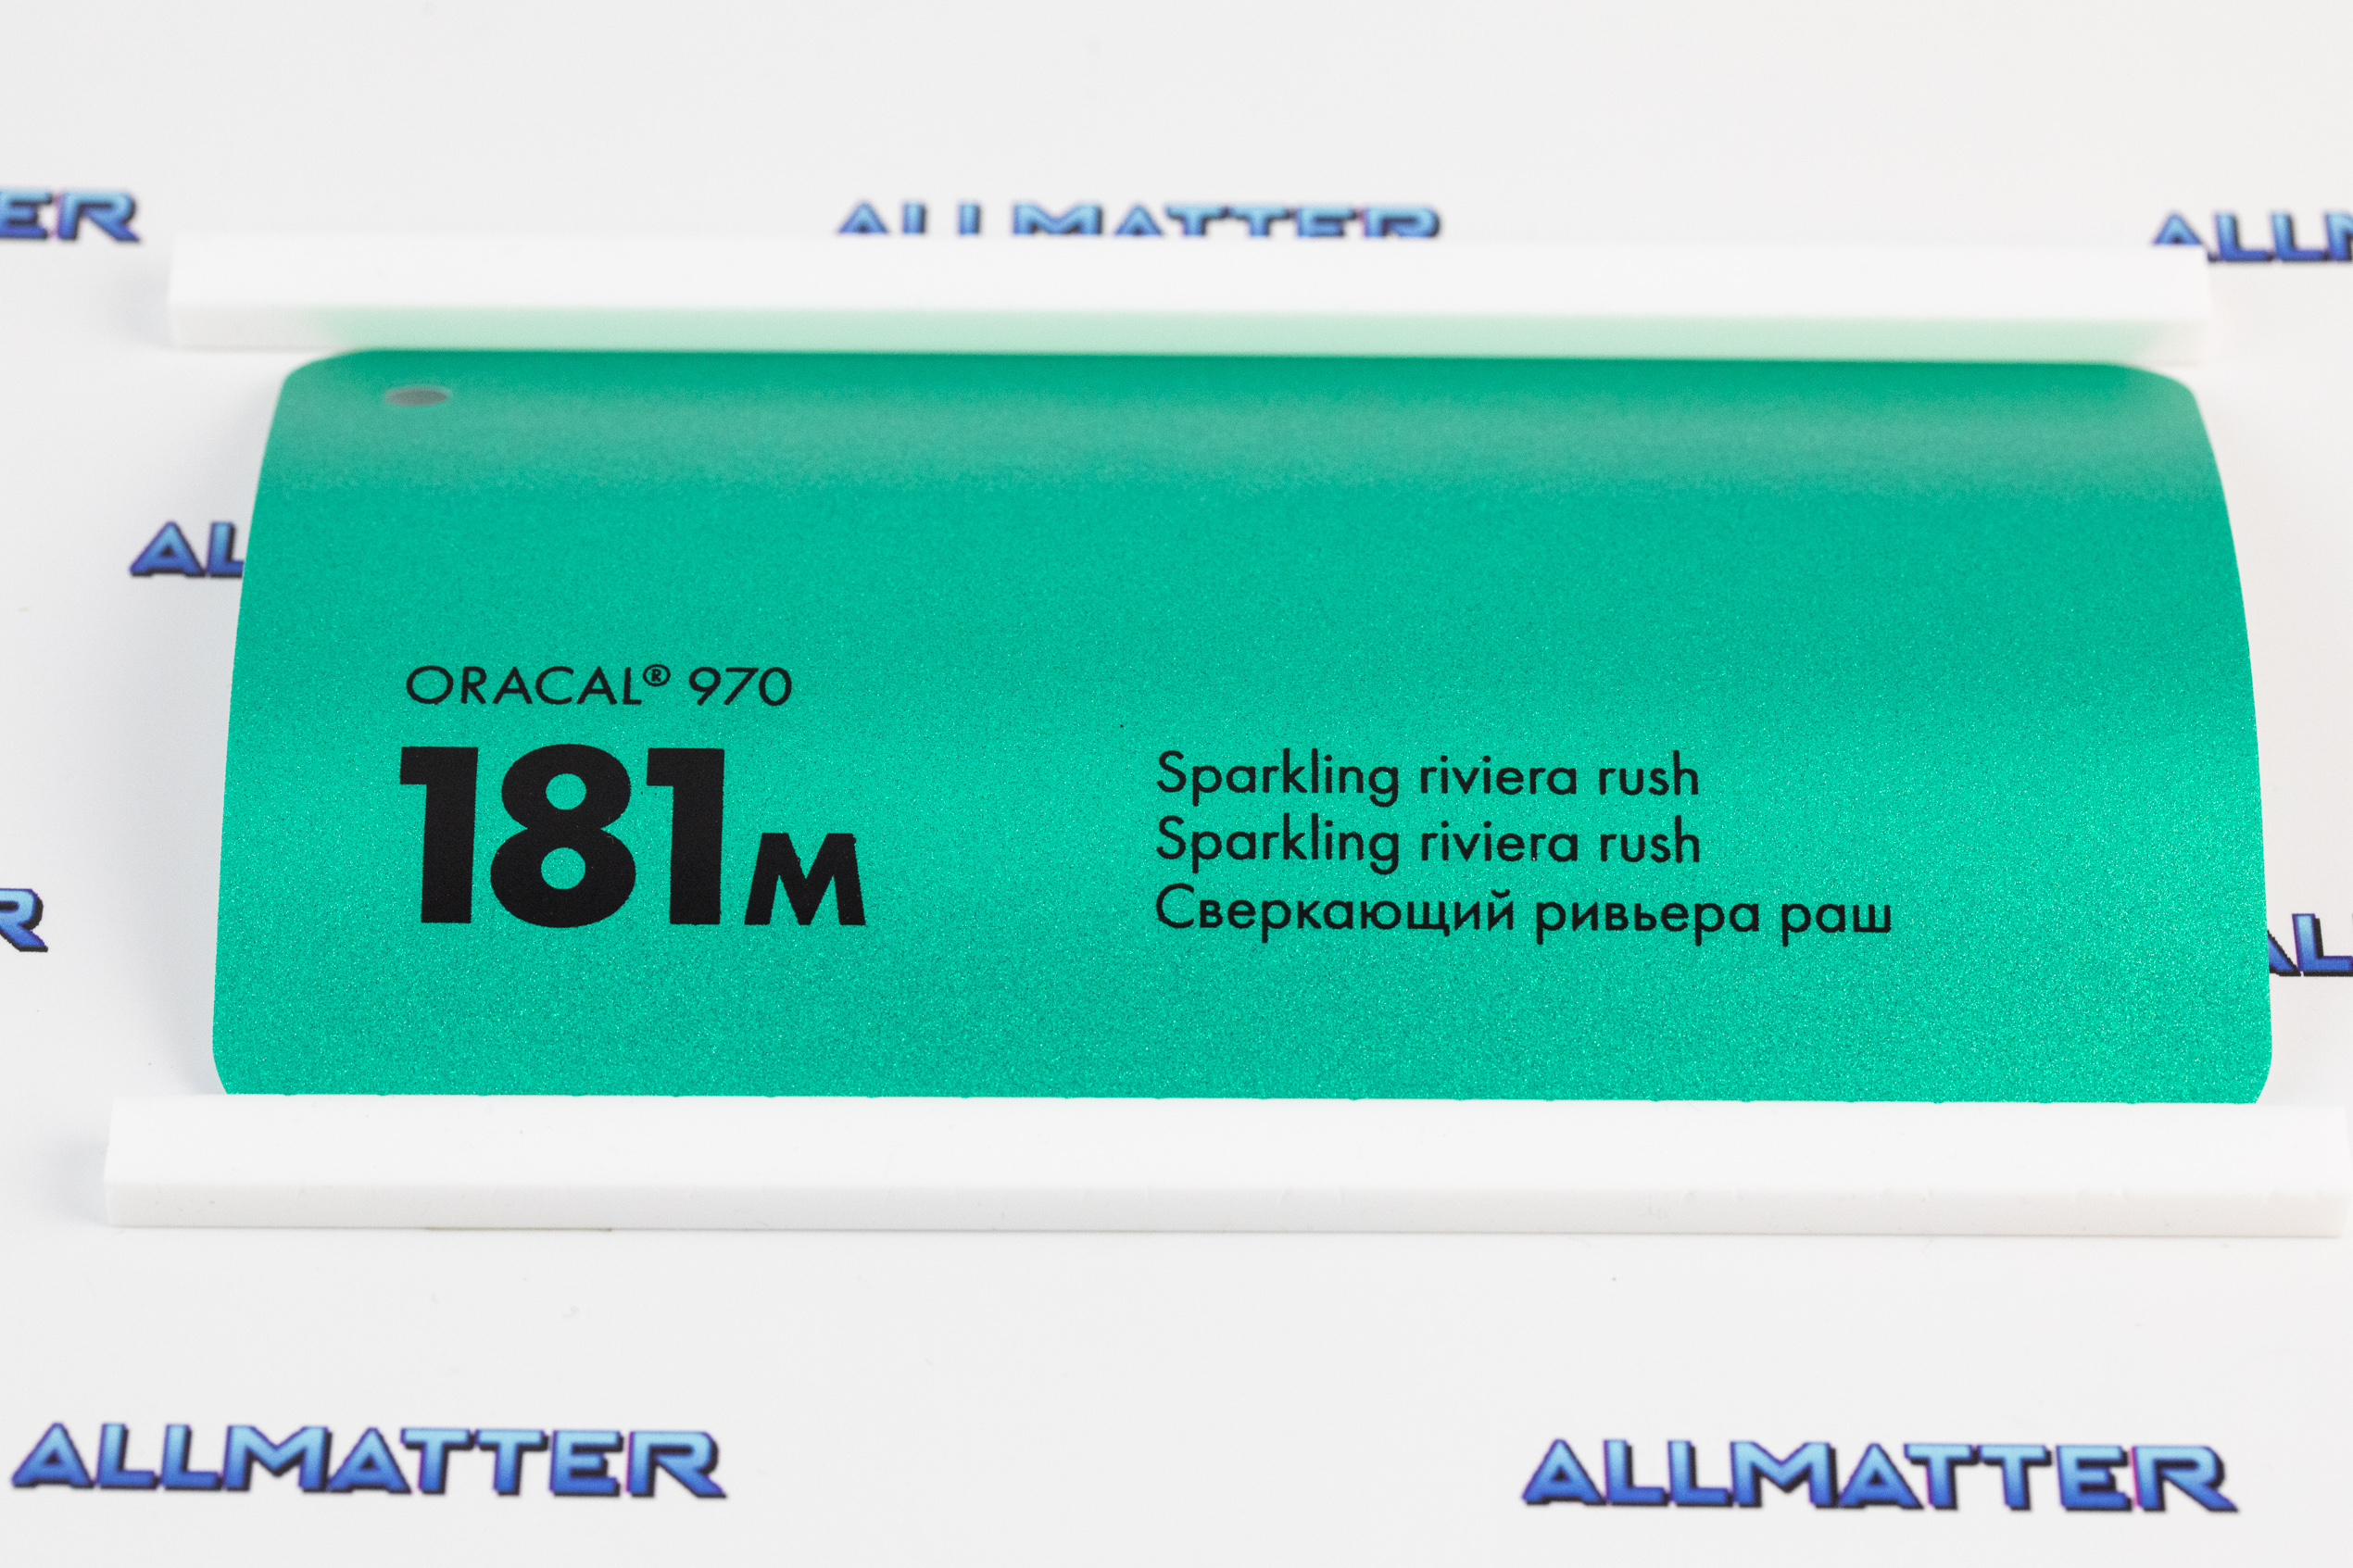 ALLMATTER
ORACAL® 970
181M
Sparkling riviera rush
Sparkling riviera rush
Сверкающий ривьера раш
ALLMATTER
ALLMATTER